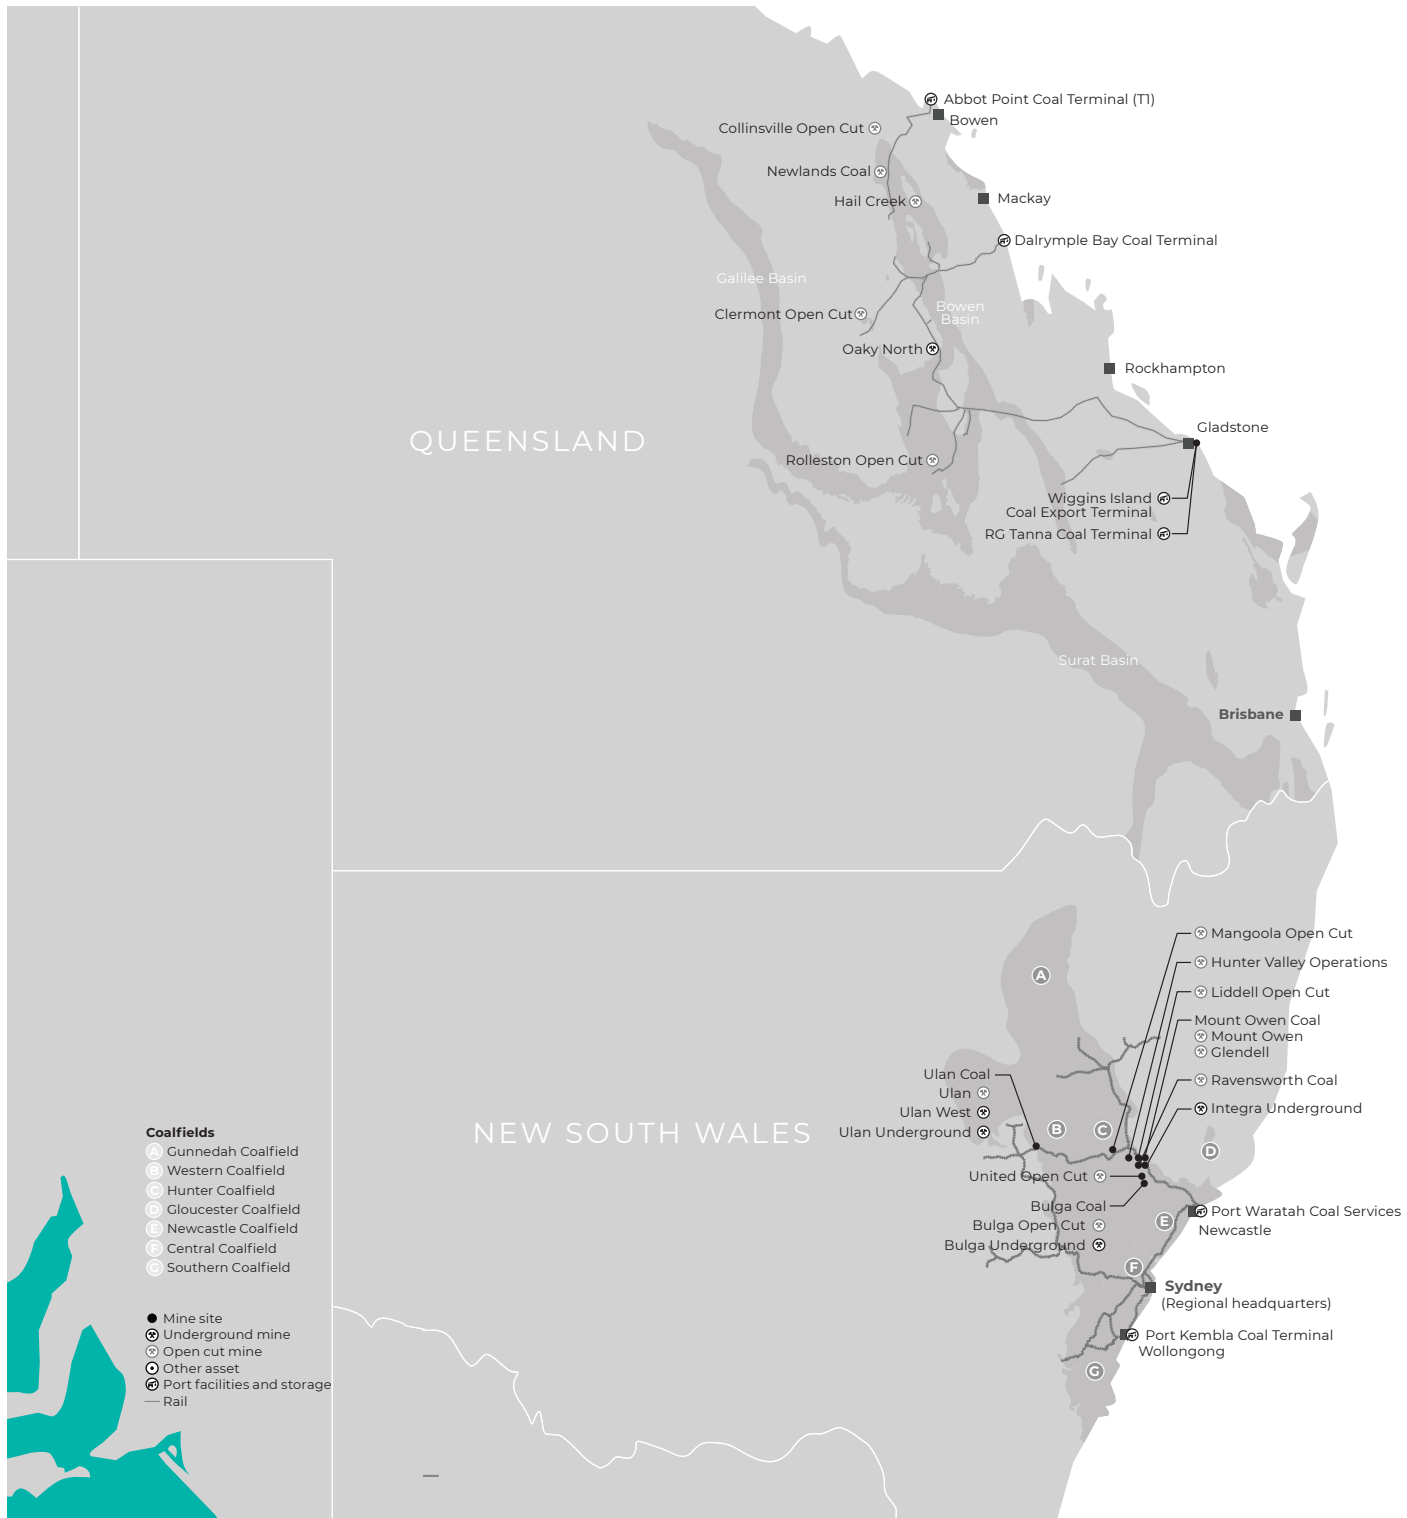 Abbot Point Coal Terminal (T1)
Bowen
Collinsville Open Cut
Newlands Coal
Hail Creek
Mackay
Dalrymple Bay Coal Terminal
Galilee Basin
Bowen
Basin
Clermont Open Cut
Oaky North
Rockhampton
Gladstone
QUEENSLAND
Rolleston Open Cut
Wiggins Island
Coal Export Terminal
RG Tanna Coal Terminal
Surat Basin
Brisbane
Mangoola Open Cut
Hunter Valley Operations
A
Liddell Open Cut
Mount Owen Coal
Mount Owen
Glendell
Ravensworth Coal
Integra Underground
Ulan Coal
Ulan
Ulan West
Ulan Underground
NEW SOUTH WALES
B
C
D
United Open Cut
Bulga Coal
Bulga Open Cut
Bulga Underground
E
Port Waratah Coal Services
Newcastle
F
Sydney
(Regional headquarters)
Port Kembla Coal Terminal
Wollongong
G
Coalfields
A Gunnedah Coalfield
B Western Coalfield
C Hunter Coalfield
D Gloucester Coalfield
E Newcastle Coalfield
F Central Coalfield
G Southern Coalfield
Mine site
Underground mine
Open cut mine
Other asset
Port facilities and storage
Rail